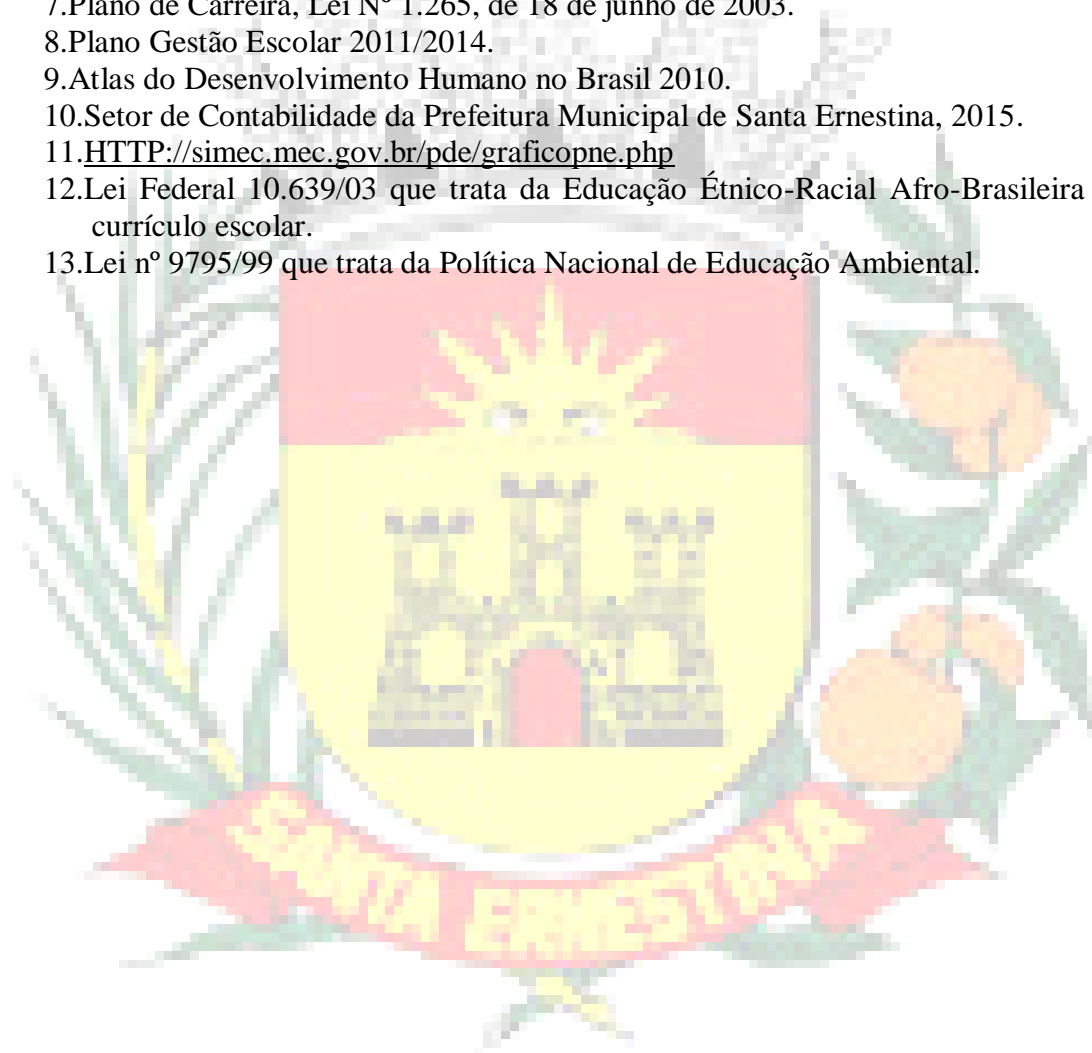 7.Plano de Carreira, Lei Nº 1.265, de 18 de junho de 2003.
8.Plano Gestão Escolar 2011/2014.
9.Atlas do Desenvolvimento Humano no Brasil 2010.
10.Setor de Contabilidade da Prefeitura Municipal de Santa Ernestina, 2015.
11.HTTP://simec.mec.gov.br/pde/graficopne.php
12.Lei Federal 10.639/03 que trata da Educação Étnico-Racial Afro-Brasileira
currículo escolar.
13.Lei nº 9795/99 que trata da Política Nacional de Educação Ambiental.
SANTA ERNESTINA